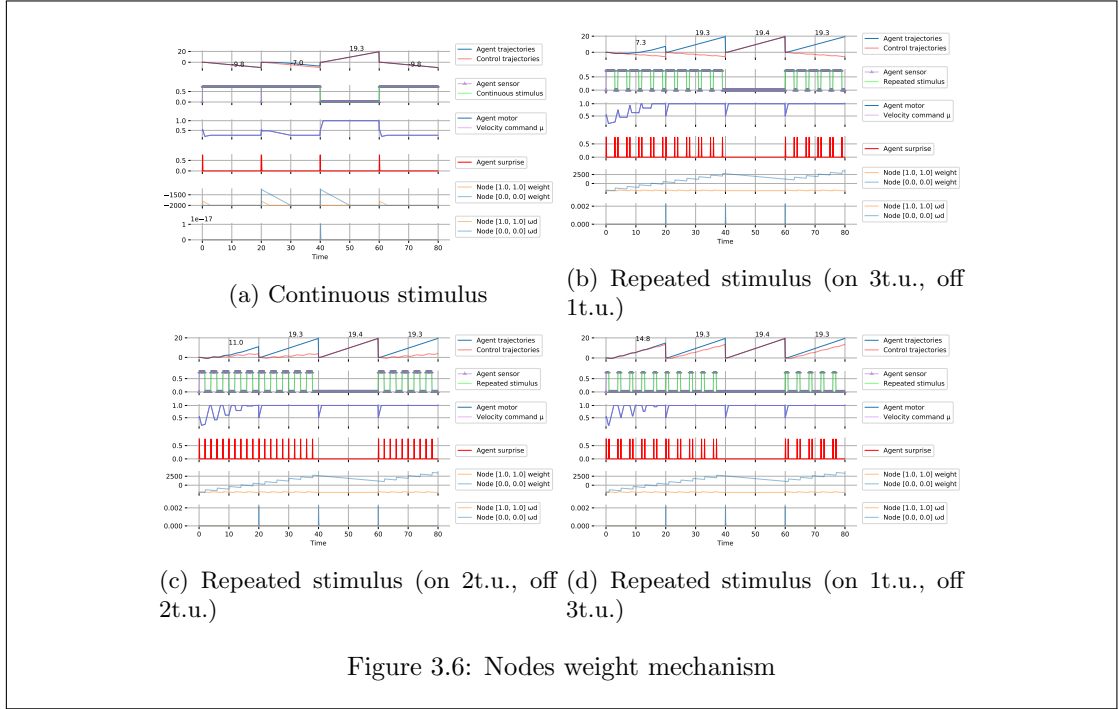 20
0
-9.8
-7.0
19.3
-9.8
Agent trajectories
Control trajectories
0.5
0.0
Agent sensor
Continuous stimulus
1.0
0.5
Agent motor
Velocity command μ
0.5
0.0
Agent surprise
−1500
−2000
Node [1.0, 1.0] weight
Node [0.0, 0.0] weight
1e−17
1
0
Node [1.0, 1.0] ωd
Node [0.0, 0.0] ωd
0 10 20 30 40 50 60 70 80
Time
(a) Continuous stimulus
20
0
7.3
19.3
19.4
19.3
Agent trajectories
Control trajectories
0.5
0.0
Agent sensor
Repeated stimulus
1.0
0.5
Agent motor
Velocity command μ
0.5
0.0
Agent surprise
2500
0
Node [1.0, 1.0] weight
Node [0.0, 0.0] weight
0.002
0.000
Node [1.0, 1.0] ωd
Node [0.0, 0.0] ωd
0 10 20 30 40 50 60 70 80
Time
(b) Repeated stimulus (on 3t.u., off
1t.u.)
20
0
11.0
19.3
19.4
19.3
Agent trajectories
Control trajectories
0.5
0.0
Agent sensor
Repeated stimulus
1.0
0.5
Agent motor
Velocity command μ
0.5
0.0
Agent surprise
2500
0
Node [1.0, 1.0] weight
Node [0.0, 0.0] weight
0.002
0.000
Node [1.0, 1.0] ωd
Node [0.0, 0.0] ωd
0 10 20 30 40 50 60 70 80
Time
(c) Repeated stimulus (on 2t.u., off
2t.u.)
20
0
14.8
19.3
19.4
19.3
Agent trajectories
Control trajectories
0.5
0.0
Agent sensor
Repeated stimulus
1.0
0.5
Agent motor
Velocity command μ
0.5
0.0
Agent surprise
2500
0
Node [1.0, 1.0] weight
Node [0.0, 0.0] weight
0.002
0.000
Node [1.0, 1.0] ωd
Node [0.0, 0.0] ωd
0 10 20 30 40 50 60 70 80
Time
(d) Repeated stimulus (on 1t.u., off
3t.u.)
Figure 3.6: Nodes weight mechanism